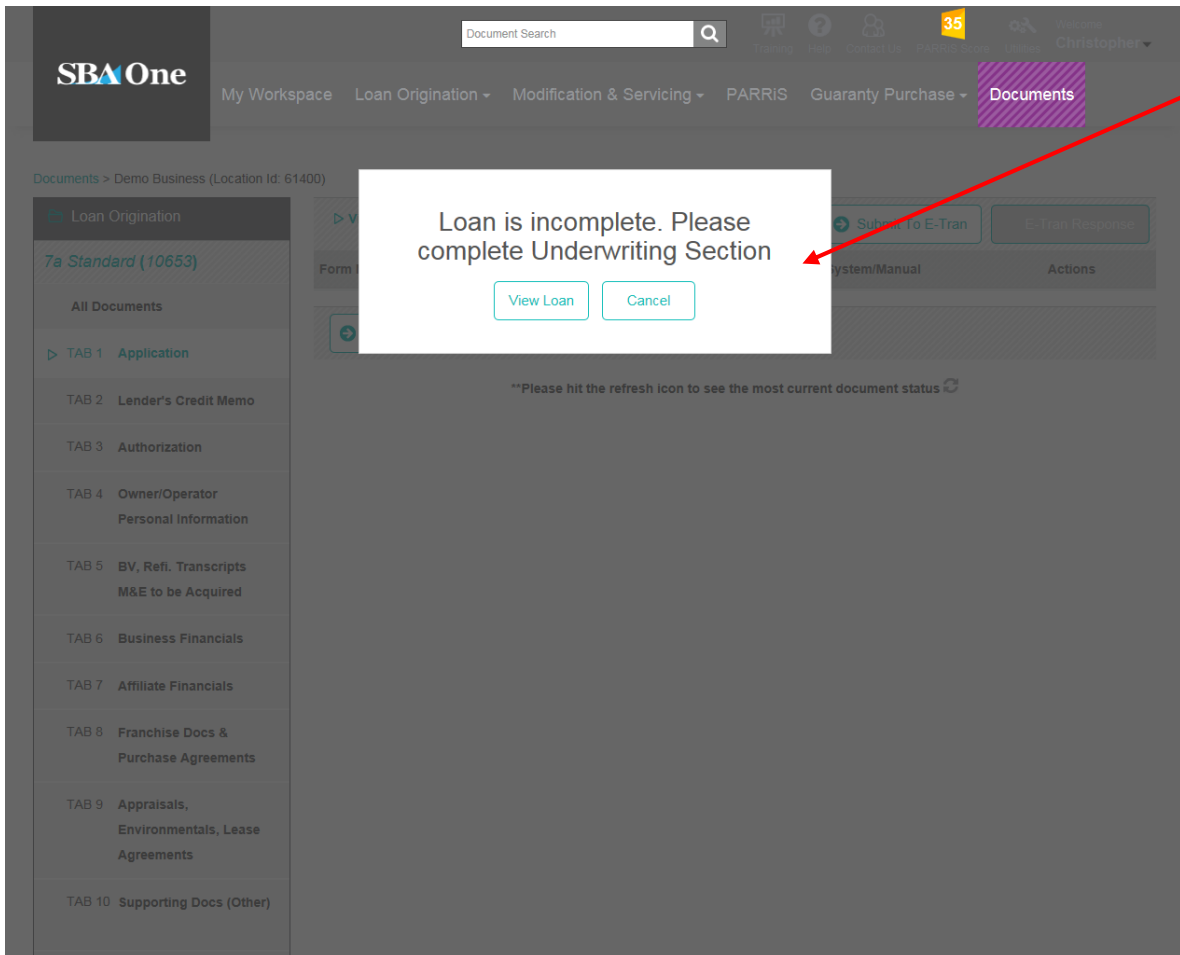 Document Search
35
Training Help Contact Us PARRiS Score Utilities
Welcome
Christopher
SBA One
My Workspace Loan Origination Modification & Servicing PARRiS Guaranty Purchase Documents
Documents > Demo Business (Location Id: 61400)
Loan Origination
7a Standard (10653)
All Documents
TAB 1 Application
TAB 2 Lender's Credit Memo
TAB 3 Authorization
TAB 4 Owner/Operator
Personal Information
TAB 5 BV, Refi. Transcripts
M&E to be Acquired
TAB 6 Business Financials
TAB 7 Affiliate Financials
TAB 8 Franchise Docs &
Purchase Agreements
TAB 9 Appraisals,
Environmentals, Lease
Agreements
TAB 10 Supporting Docs (Other)
Submit To E-Tran E-Tran Response
Form System/Manual Actions
Loan is incomplete. Please
complete Underwriting Section
View Loan Cancel
**Please hit the refresh icon to see the most current document status